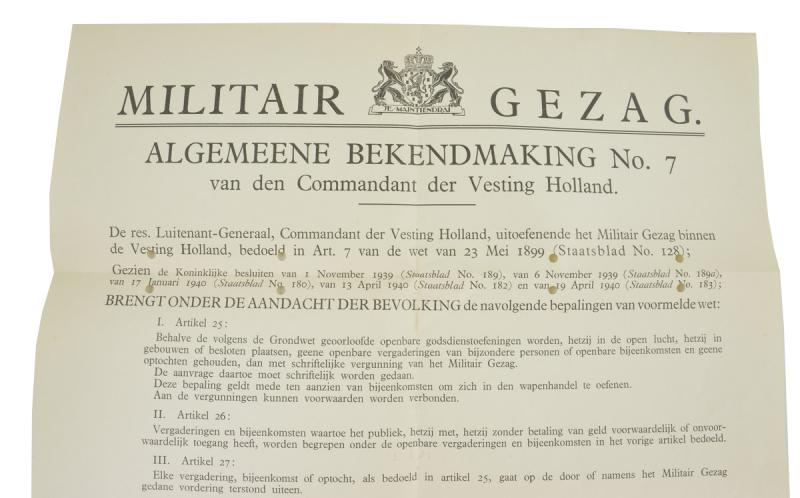 MILITAIR GEZAG.
JE MAINTIENDRAI
ALGEMEENE BEKENDMAKING No. 7
van den Commandant der Vesting Holland.
De res. Luitenant-Generaal, Commandant der Vesting Holland, uitoefenende het Militair Gezag binnen
de Vesting Holland, bedoeld in Art. 7 van de wet van 23 Mei 1899 (Staatsblad No. 128);
Gezien de Koninklijke besluiten van 1 November 1939 (Staatsblad No. 189), van 6 November 1939 (Staatsblad No. 189a),
van 17 Januari 1940 (Staatsblad No. 180), van 13 April 1940 (Staatsblad No. 182) en van 19 April 1940 (Staatsblad No. 183);
BRENGT ONDER DE AANDACHT DER BEVOLKING de navolgende bepalingen van voormelde wet:
I. Artikel 25:
Behalve de volgens de Grondwet geoorloofde openbare godsdienstoefeningen worden, hetzij in de open lucht, hetzij in
gebouwen of besloten plaatsen, geene openbare vergaderingen van bijzondere personen of openbare bijeenkomsten en geene
optochten gehouden, dan met schriftelijke vergunning van het Militair Gezag.
De aanvrage daartoe moet schriftelijk worden gedaan.
Deze bepaling geldt mede ten aanzien van bijeenkomsten om zich in den wapenhandel te oefenen.
Aan de vergunningen kunnen voorwaarden worden verbonden.
II. Artikel 26:
Vergaderingen en bijeenkomsten waartoe het publiek, hetzij met, hetzij zonder betaling van geld voorwaardelijk of onvoor-
waardelijk toegang heeft, worden begrepen onder de openbare vergaderingen en bijeenkomsten in het vorige artikel bedoeld.
III. Artikel 27:
Elke vergadering, bijeenkomst of optocht, als bedoeld in artikel 25, gaat op de door of namens het Militair Gezag
gedane vordering terstond uiteen.